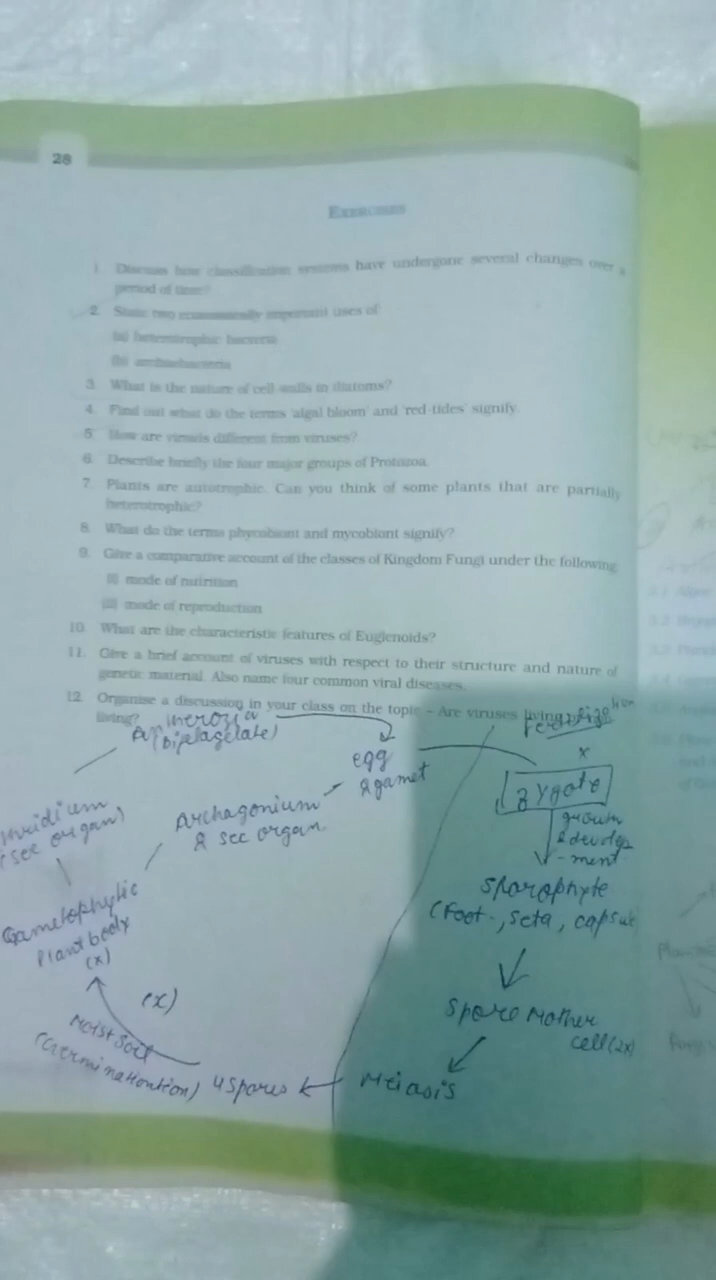 28
EXERCISES
1. Discuss how classification systems have undergone several changes over a
period of time?
2. State two economically important uses of:
(a) heterotrophic bacteria
(b) archaebacteria
3. What is the nature of cell-walls in diatoms?
4. Find out what do the terms 'algal bloom' and 'red-tides' signify.
5. How are viroids different from viruses?
6. Describe briefly the four major groups of Protozoa.
7. Plants are autotrophic. Can you think of some plants that are partially
heterotrophic?
8. What do the terms phycobiont and mycobiont signify?
9. Give a comparative account of the classes of Kingdom Fungi under the following:
(i) mode of nutrition
(ii) mode of reproduction
10. What are the characteristic features of Euglenoids?
11. Give a brief account of viruses with respect to their structure and nature of
genetic material. Also name four common viral diseases.
12. Organise a discussion in your class on the topic – Are viruses living or non-
living?
(Biflagelate)
egg
♀ gamet
x
zygote
growth
& develop
-ment
Archagonium
♀ sec organ
sec organ)
Sporophyte
(Foot, seta, capsule
Gametophytic
Plant body
(x)
Spore Mother
cell (2x)
(x)
Moist soil
(Germinationtion)
4 spores
Meiasis